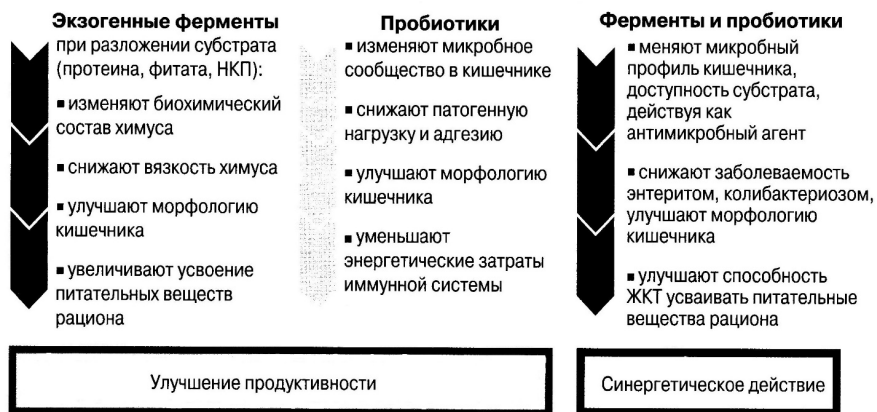 Экзогенные ферменты
при разложении субстрата
(протеина, фитата, НКП):
▪ изменяют биохимический
состав химуса
▪ снижают вязкость химуса
▪ улучшают морфологию
кишечника
▪ увеличивают усвоение
питательных веществ
рациона
Пробиотики
▪ изменяют микробное
сообщество в кишечнике
▪ снижают патогенную
нагрузку и адгезию
▪ улучшают морфологию
кишечника
▪ уменьшают
энергетические затраты
иммунной системы
Ферменты и пробиотики
▪ меняют микробный
профиль кишечника,
доступность субстрата,
действуя как
антимикробный агент
▪ снижают заболеваемость
энтеритом, колибактериозом,
улучшают морфологию
кишечника
▪ улучшают способность
ЖКТ усваивать питательные
вещества рациона
Улучшение продуктивности
Синергетическое действие